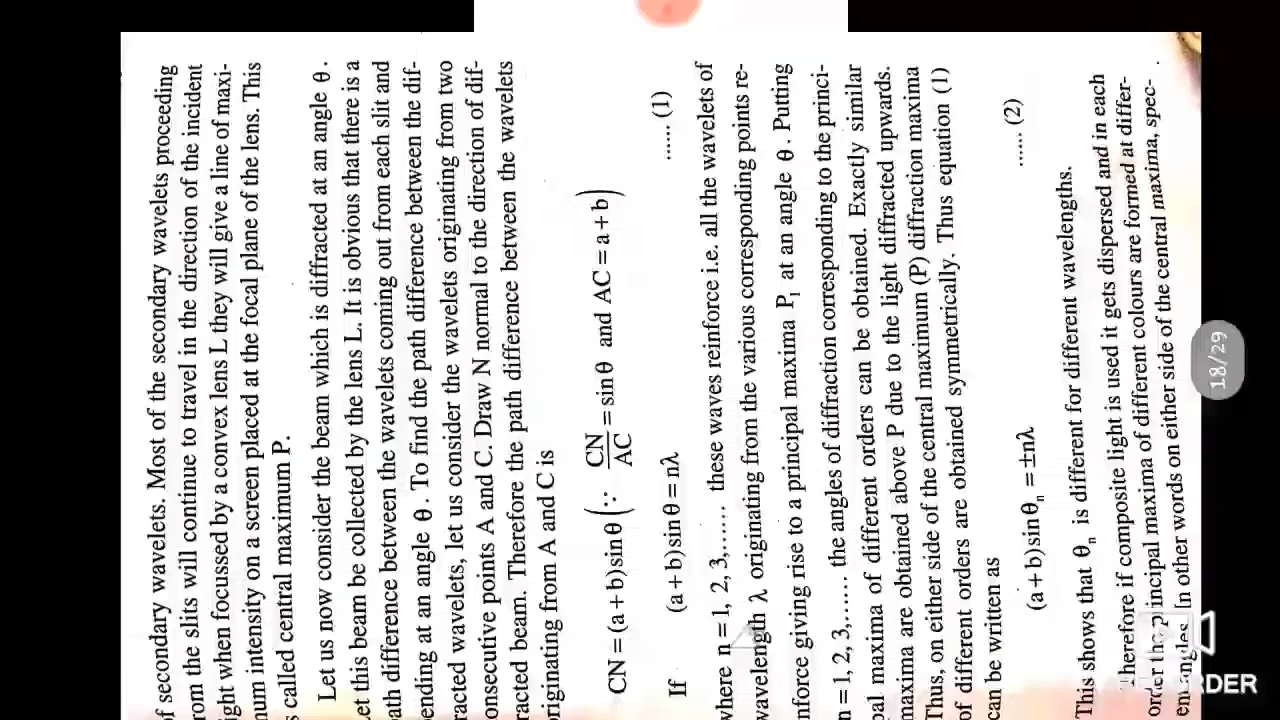 f secondary wavelets. Most of the secondary wavelets proceeding
rom the slits will continue to travel in the direction of the incident
ight when focussed by a convex lens L they will give a line of maxi-
num intensity on a screen placed at the focal plane of the lens. This
s called central maximum P.
Let us now consider the beam which is diffracted at an angle θ.
Let this beam be collected by the lens L. It is obvious that there is a
path difference between the wavelets coming out from each slit and
ending at an angle θ. To find the path difference between the dif-
racted wavelets, let us consider the wavelets originating from two
onsecutive points A and C. Draw N normal to the direction of dif-
racted beam. Therefore the path difference between the wavelets
originating from A and C is
CN = (a + b) sin θ (∵ CN/AC = sin θ and AC = a + b)
If (a + b) sin θ = nλ ...... (1)
where n = 1, 2, 3,...... these waves reinforce i.e. all the wavelets of
wavelength λ originating from the various corresponding points re-
nforce giving rise to a principal maxima P₁ at an angle θ. Putting
n = 1, 2, 3,...... the angles of diffraction corresponding to the princi-
pal maxima of different orders can be obtained. Exactly similar
maxima are obtained above P due to the light diffracted upwards.
Thus, on either side of the central maximum (P) diffraction maxima
of different orders are obtained symmetrically. Thus equation (1)
can be written as
(a + b) sin θₙ = ±nλ ...... (2)
This shows that θₙ is different for different wavelengths.
Therefore if composite light is used it gets dispersed and in each
order the principal maxima of different colours are formed at differ-
ent angles. In other words on either side of the central maxima, spec-
18/29
RDER